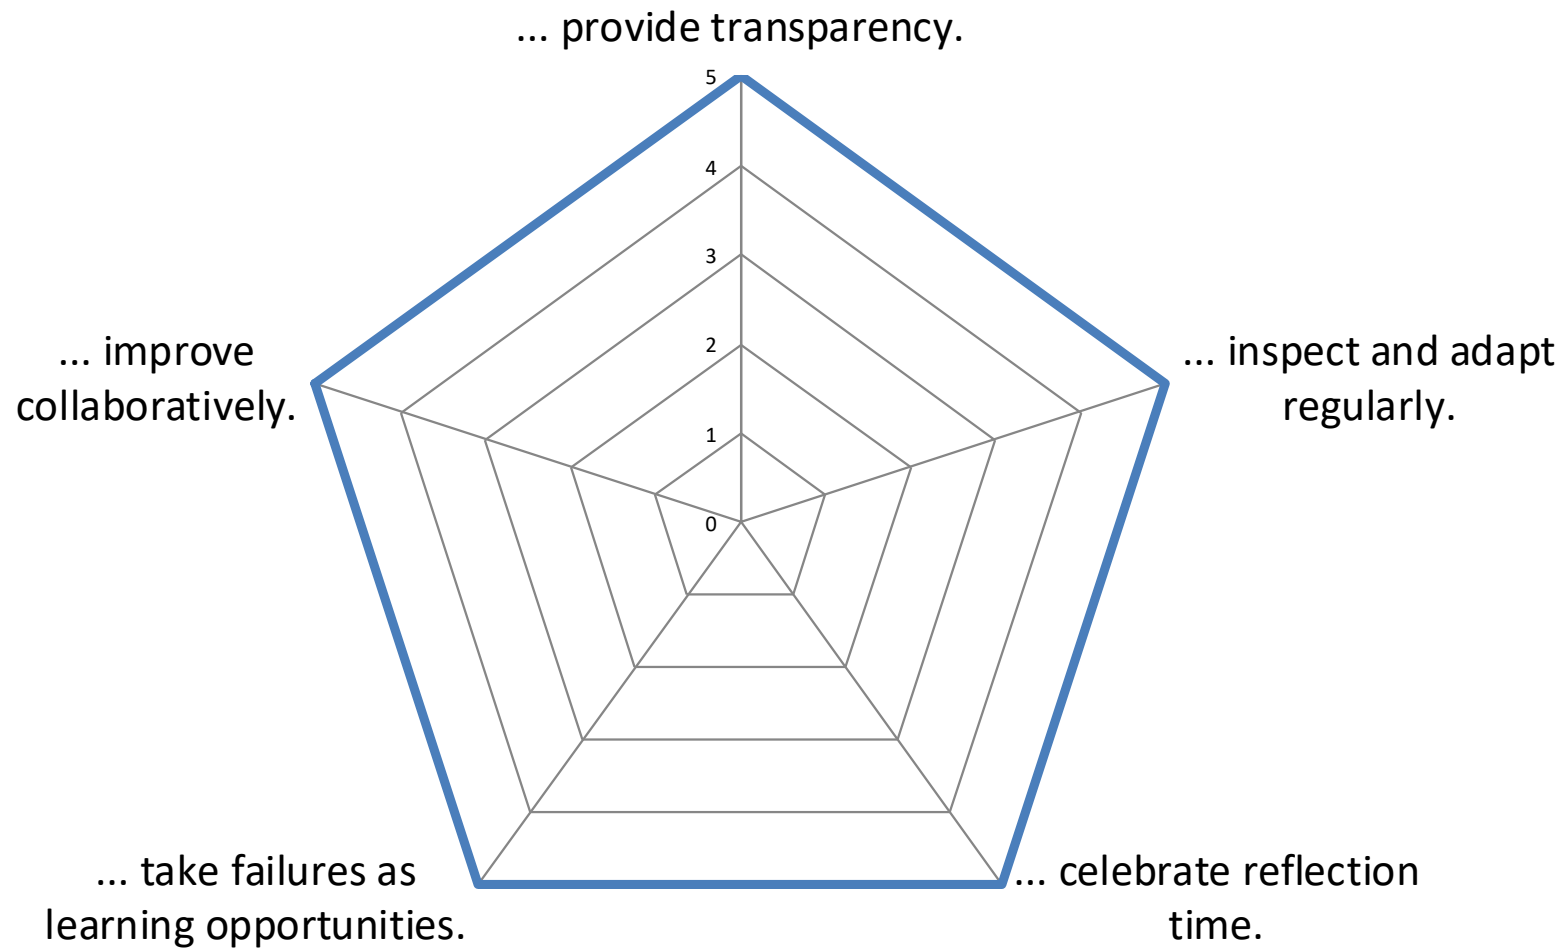 ... provide transparency.
5
4
3
2
1
0
... inspect and adapt
regularly.
... celebrate reflection
time.
... take failures as
learning opportunities.
... improve
collaboratively.